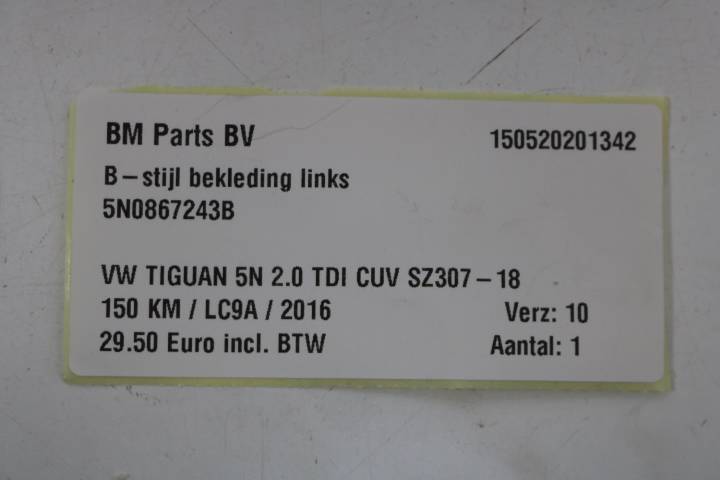 BM Parts BV 150520201342
B-stijl bekleding links
5N0867243B
VW TIGUAN 5N 2.0 TDI CUV SZ307-18
150 KM / LC9A / 2016 Verz: 10
29.50 Euro incl. BTW Aantal: 1